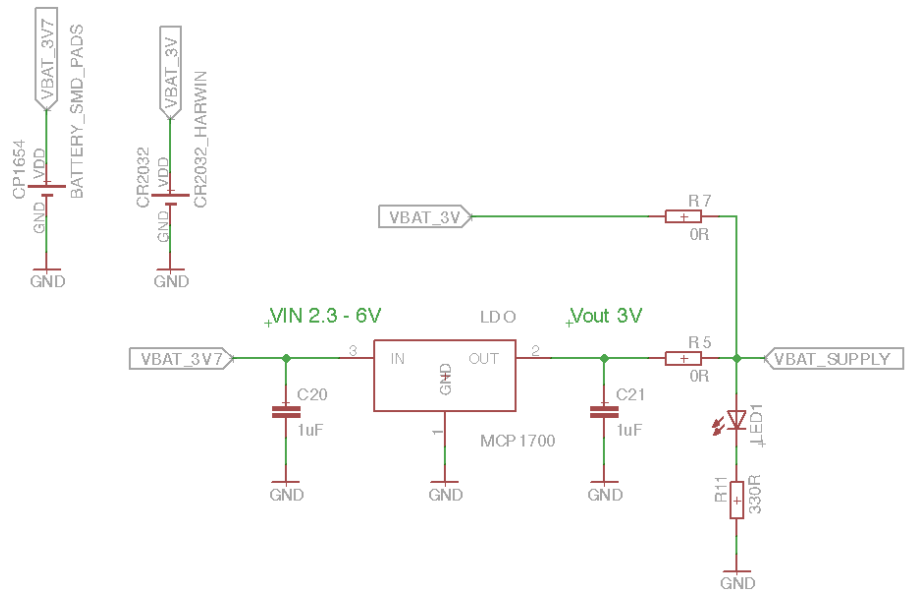 VBAT_3V7
CP1654
VDD
GND
BATTERY_SMD_PADS
GND
VBAT_3V
CR2032
VDD
GND
CR2032_HARWIN
GND
VBAT_3V
R7
0R
VIN 2.3 - 6V
LDO
Vout 3V
VBAT_3V7
3
IN
GND
OUT
2
1
MCP1700
R5
0R
VBAT_SUPPLY
C20
1uF
C21
1uF
LED1
R11
330R
GND
GND
GND
GND